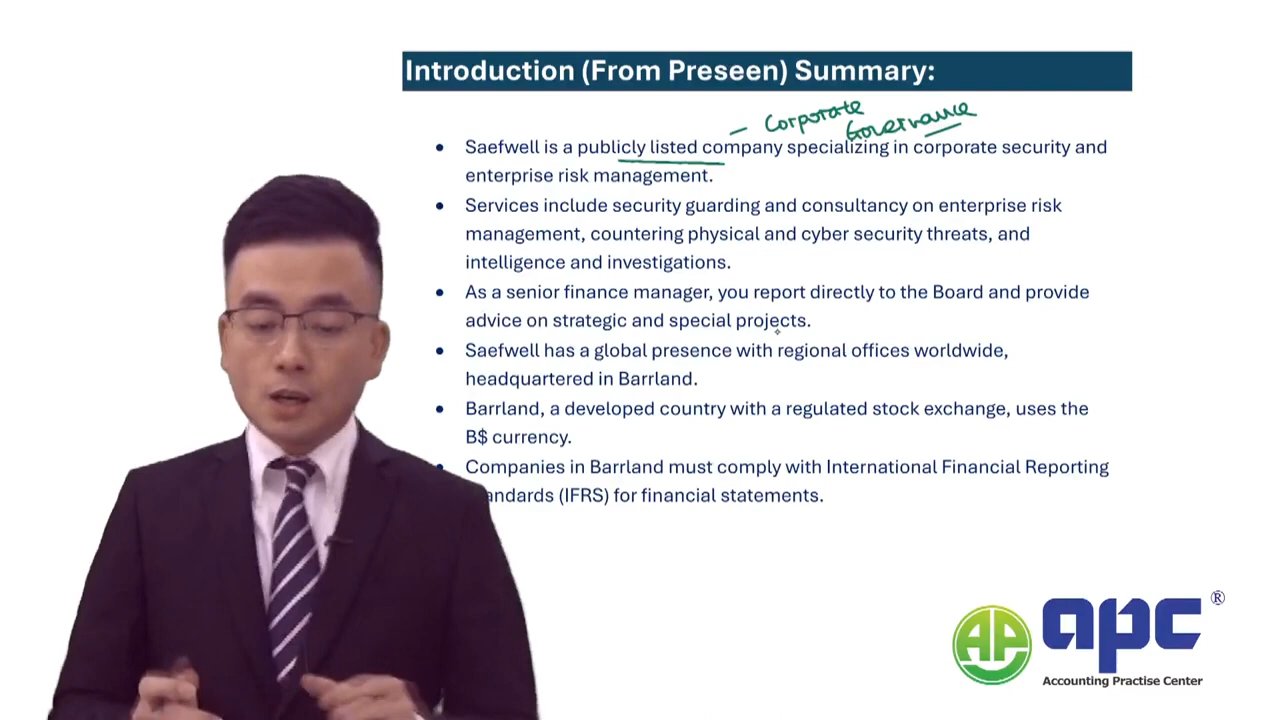 Introduction (From Preseen) Summary:
- Corporate Governance
• Saefwell is a publicly listed company specializing in corporate security and
enterprise risk management.
• Services include security guarding and consultancy on enterprise risk
management, countering physical and cyber security threats, and
intelligence and investigations.
• As a senior finance manager, you report directly to the Board and provide
advice on strategic and special projects.
• Saefwell has a global presence with regional offices worldwide,
headquartered in Barrland.
• Barrland, a developed country with a regulated stock exchange, uses the
B$ currency.
• Companies in Barrland must comply with International Financial Reporting
andards (IFRS) for financial statements.
AP
apc®
Accounting Practise Center